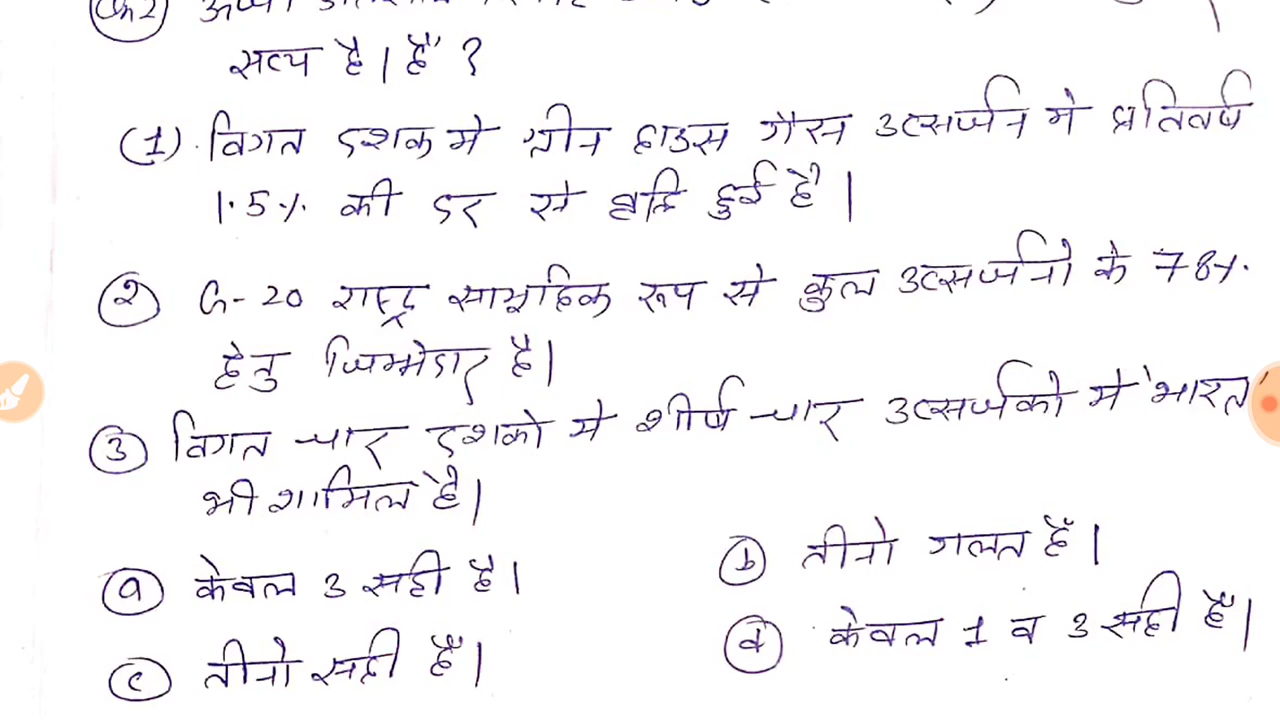 सत्य है। हैं ?
(1). विगत दशक मे ग्रीन हाउस गैस उत्सर्जन मे प्रतिवर्ष
1.5% की दर से वृद्धि हुई है।
(2) G-20 राष्ट्र सामूहिक रूप से कुल उत्सर्जनो के 78%
हेतु जिम्मेदार है।
(3) विगत चार दशको मे शीर्ष चार उत्सर्जको मे 'भारत'
भी शामिल है।
(a) केवल 3 सही है।
(b) तीनो गलत हैं।
(c) तीनो सही हैं।
(d) केवल 1 व 3 सही हैं।